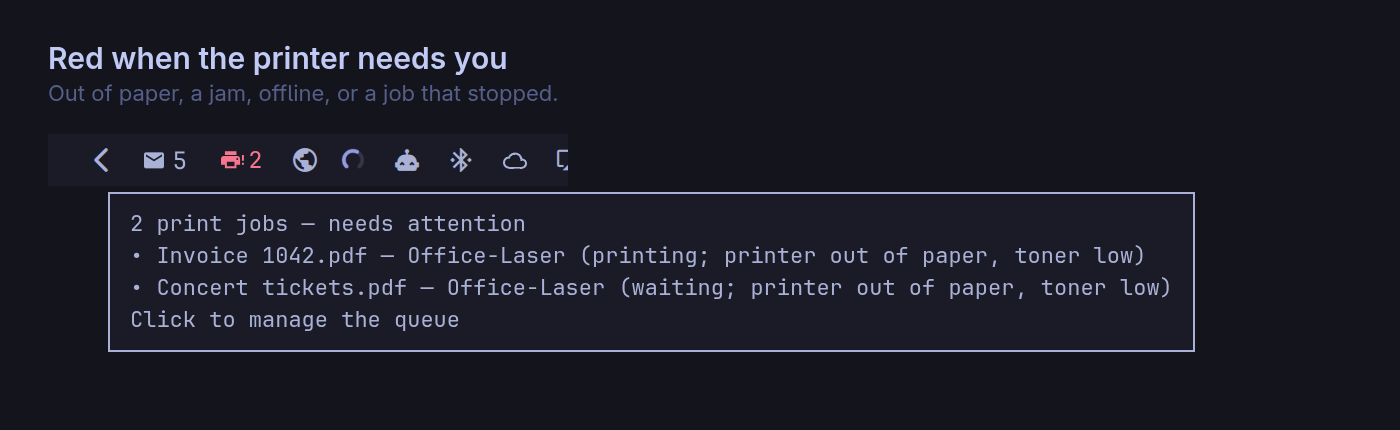 Red when the printer needs you
Out of paper, a jam, offline, or a job that stopped.
5 2
2 print jobs — needs attention
• Invoice 1042.pdf — Office-Laser (printing; printer out of paper, toner low)
• Concert tickets.pdf — Office-Laser (waiting; printer out of paper, toner low)
Click to manage the queue